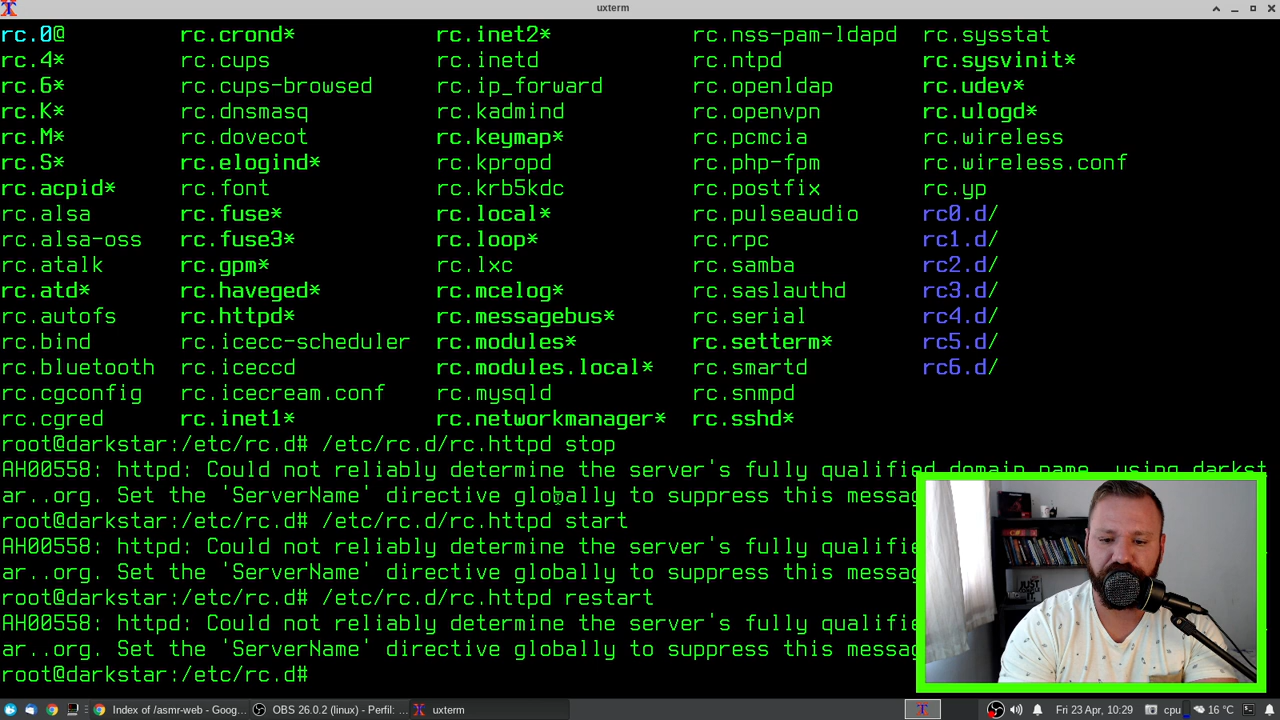 uxterm
rc.0@ rc.crond* rc.inet2* rc.nss-pam-ldapd rc.sysstat
rc.4* rc.cups rc.inetd rc.ntpd rc.sysvinit*
rc.6* rc.cups-browsed rc.ip_forward rc.openldap rc.udev*
rc.K* rc.dnsmasq rc.kadmind rc.openvpn rc.ulogd*
rc.M* rc.dovecot rc.keymap* rc.pcmcia rc.wireless
rc.S* rc.elogind* rc.kpropd rc.php-fpm rc.wireless.conf
rc.acpid* rc.font rc.krb5kdc rc.postfix rc.yp
rc.alsa rc.fuse* rc.local* rc.pulseaudio rc0.d/
rc.alsa-oss rc.fuse3* rc.loop* rc.rpc rc1.d/
rc.atalk rc.gpm* rc.lxc rc.samba rc2.d/
rc.atd* rc.haveged* rc.mcelog* rc.saslauthd rc3.d/
rc.autofs rc.httpd* rc.messagebus* rc.serial rc4.d/
rc.bind rc.icecc-scheduler rc.modules* rc.setterm* rc5.d/
rc.bluetooth rc.iceccd rc.modules.local* rc.smartd rc6.d/
rc.cgconfig rc.icecream.conf rc.mysqld rc.snmpd
rc.cgred rc.inet1* rc.networkmanager* rc.sshd*
root@darkstar:/etc/rc.d# /etc/rc.d/rc.httpd stop
AH00558: httpd: Could not reliably determine the server's fully qualified domain name, using darkst
ar..org. Set the 'ServerName' directive globally to suppress this messag
root@darkstar:/etc/rc.d# /etc/rc.d/rc.httpd start
AH00558: httpd: Could not reliably determine the server's fully qualifie
ar..org. Set the 'ServerName' directive globally to suppress this messag
root@darkstar:/etc/rc.d# /etc/rc.d/rc.httpd restart
AH00558: httpd: Could not reliably determine the server's fully qualifie
ar..org. Set the 'ServerName' directive globally to suppress this messag
root@darkstar:/etc/rc.d#
JUST
Index of /asmr-web - Goog... OBS 26.0.2 (linux) - Perfil: ... uxterm Fri 23 Apr, 10:29 cpu 16 °C